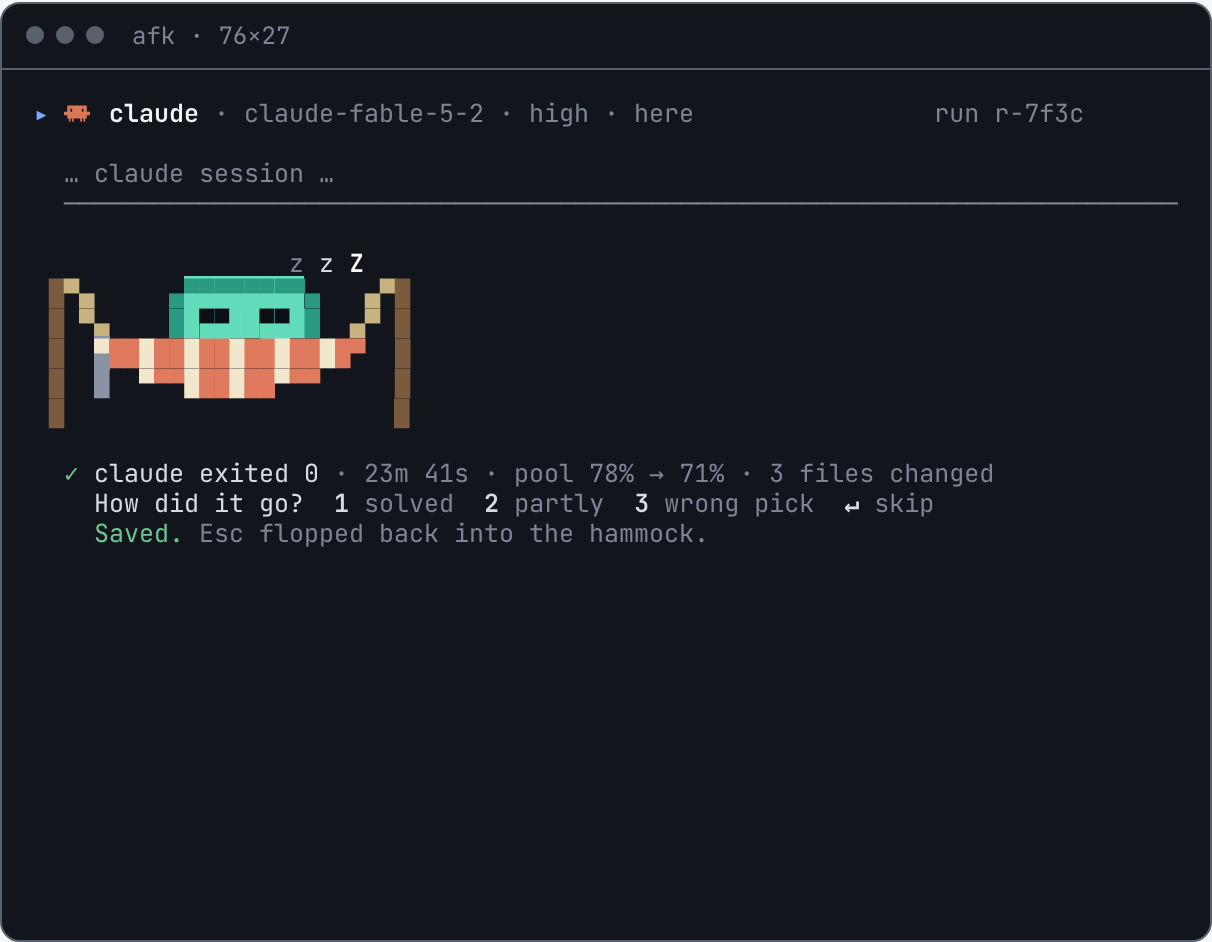 afk · 76×27
▸ claude · claude-fable-5-2 · high · here run r-7f3c
… claude session …
z z Z
✓ claude exited 0 · 23m 41s · pool 78% → 71% · 3 files changed
How did it go? 1 solved 2 partly 3 wrong pick ↵ skip
Saved. Esc flopped back into the hammock.